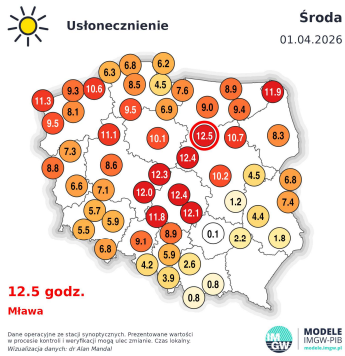 Usłonecznienie
Środa
01.04.2026
6.3 6.8 6.2
11.3 9.3 10.6 8.5 4.5 7.6 8.9 11.9
9.5 8.1 9.5 6.9 9.0 9.4
11.1 10.1 12.5 10.7 8.3
7.3 12.4
8.8 8.6 12.3 10.2 4.5 6.8
6.6 7.1 12.0 12.4 1.2 7.4
5.7 11.8 12.1 4.4
5.5 5.9 8.9 0.1 2.2 1.8
6.8 9.1 5.9
4.2 2.6
3.9 0.8
0.8
12.5 godz.
Mława
Dane operacyjne ze stacji synoptycznych. Prezentowane wartości
w procesie kontroli i weryfikacji mogą ulec zmianie. Czas lokalny.
Wizualizacja danych: dr Alan Mandal
IM
GW
MODELE
IMGW-PIB
modele.imgw.pl